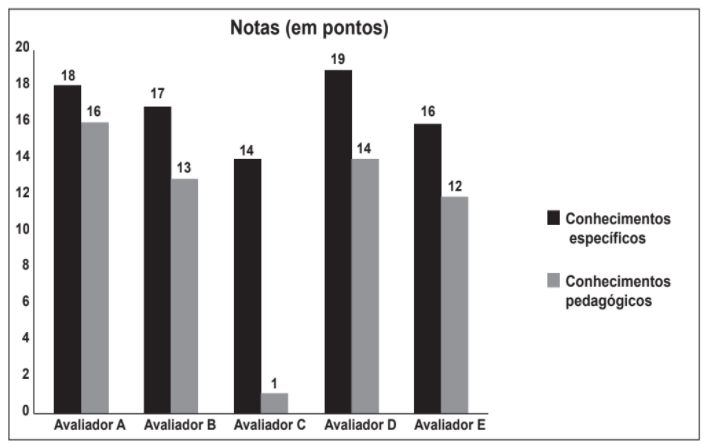 Notas (em pontos)
20
18
16
14
12
10
8
6
4
2
0
18
16
17
13
14
1
19
14
16
12
Avaliador A
Avaliador B
Avaliador C
Avaliador D
Avaliador E
Conhecimentos
específicos
Conhecimentos
pedagógicos